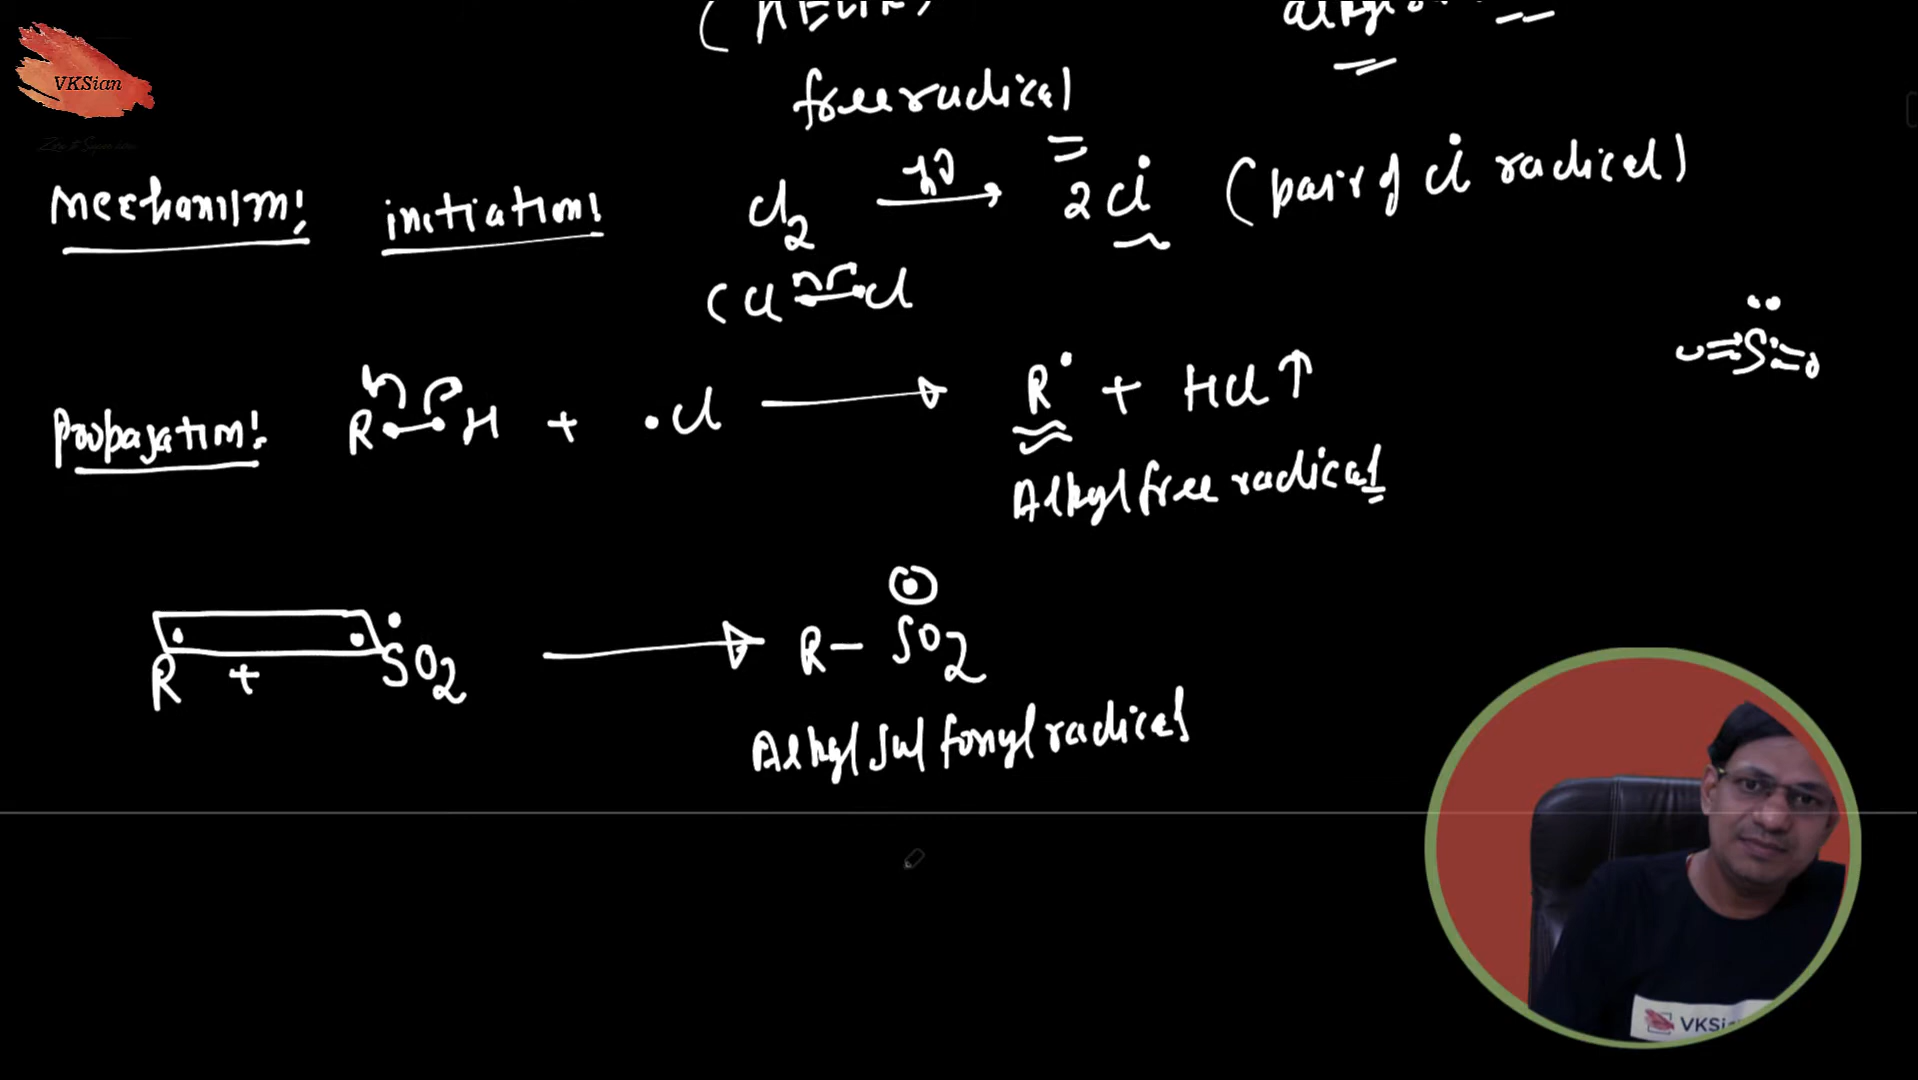 VKSian
free radical
Mechanism! initiation! Cl2 hν 2Cl• (pair of Cl• radical)
(Cl—Cl
O=S=O
Propagation! R—H + •Cl R• + HCl↑
Alkyl free radical
R• + SO2 R–SO2
Alkyl sulfonyl radical